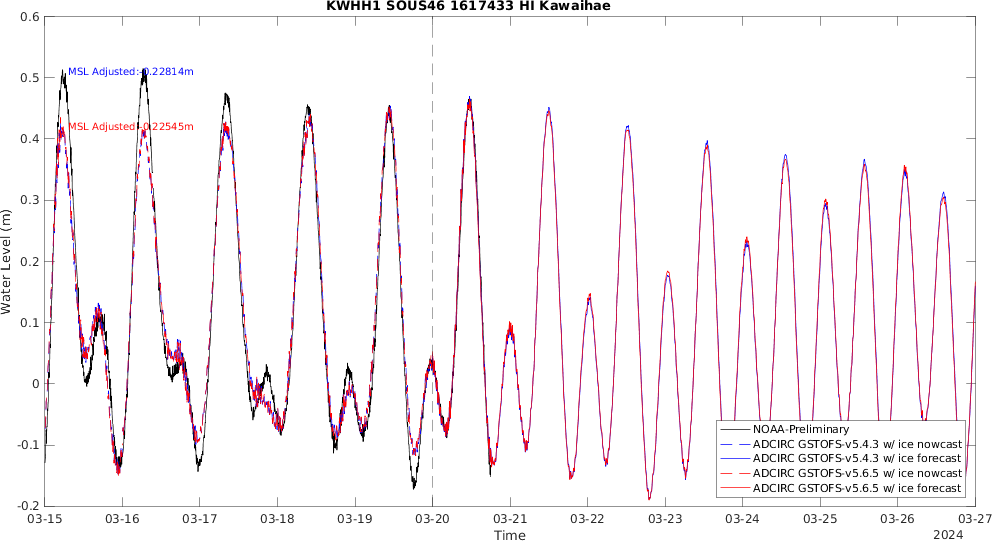 KWHH1 SOUS46 1617433 HI Kawaihae
0.6
0.5
0.4
0.3
0.2
0.1
0
-0.1
-0.2
Water Level (m)
MSL Adjusted:-0.22814m
MSL Adjusted:-0.22545m
NOAA-Preliminary
ADCIRC GSTOFS-v5.4.3 w/ ice nowcast
ADCIRC GSTOFS-v5.4.3 w/ ice forecast
ADCIRC GSTOFS-v5.6.5 w/ ice nowcast
ADCIRC GSTOFS-v5.6.5 w/ ice forecast
03-15 03-16 03-17 03-18 03-19 03-20 03-21 03-22 03-23 03-24 03-25 03-26 03-27
Time
2024